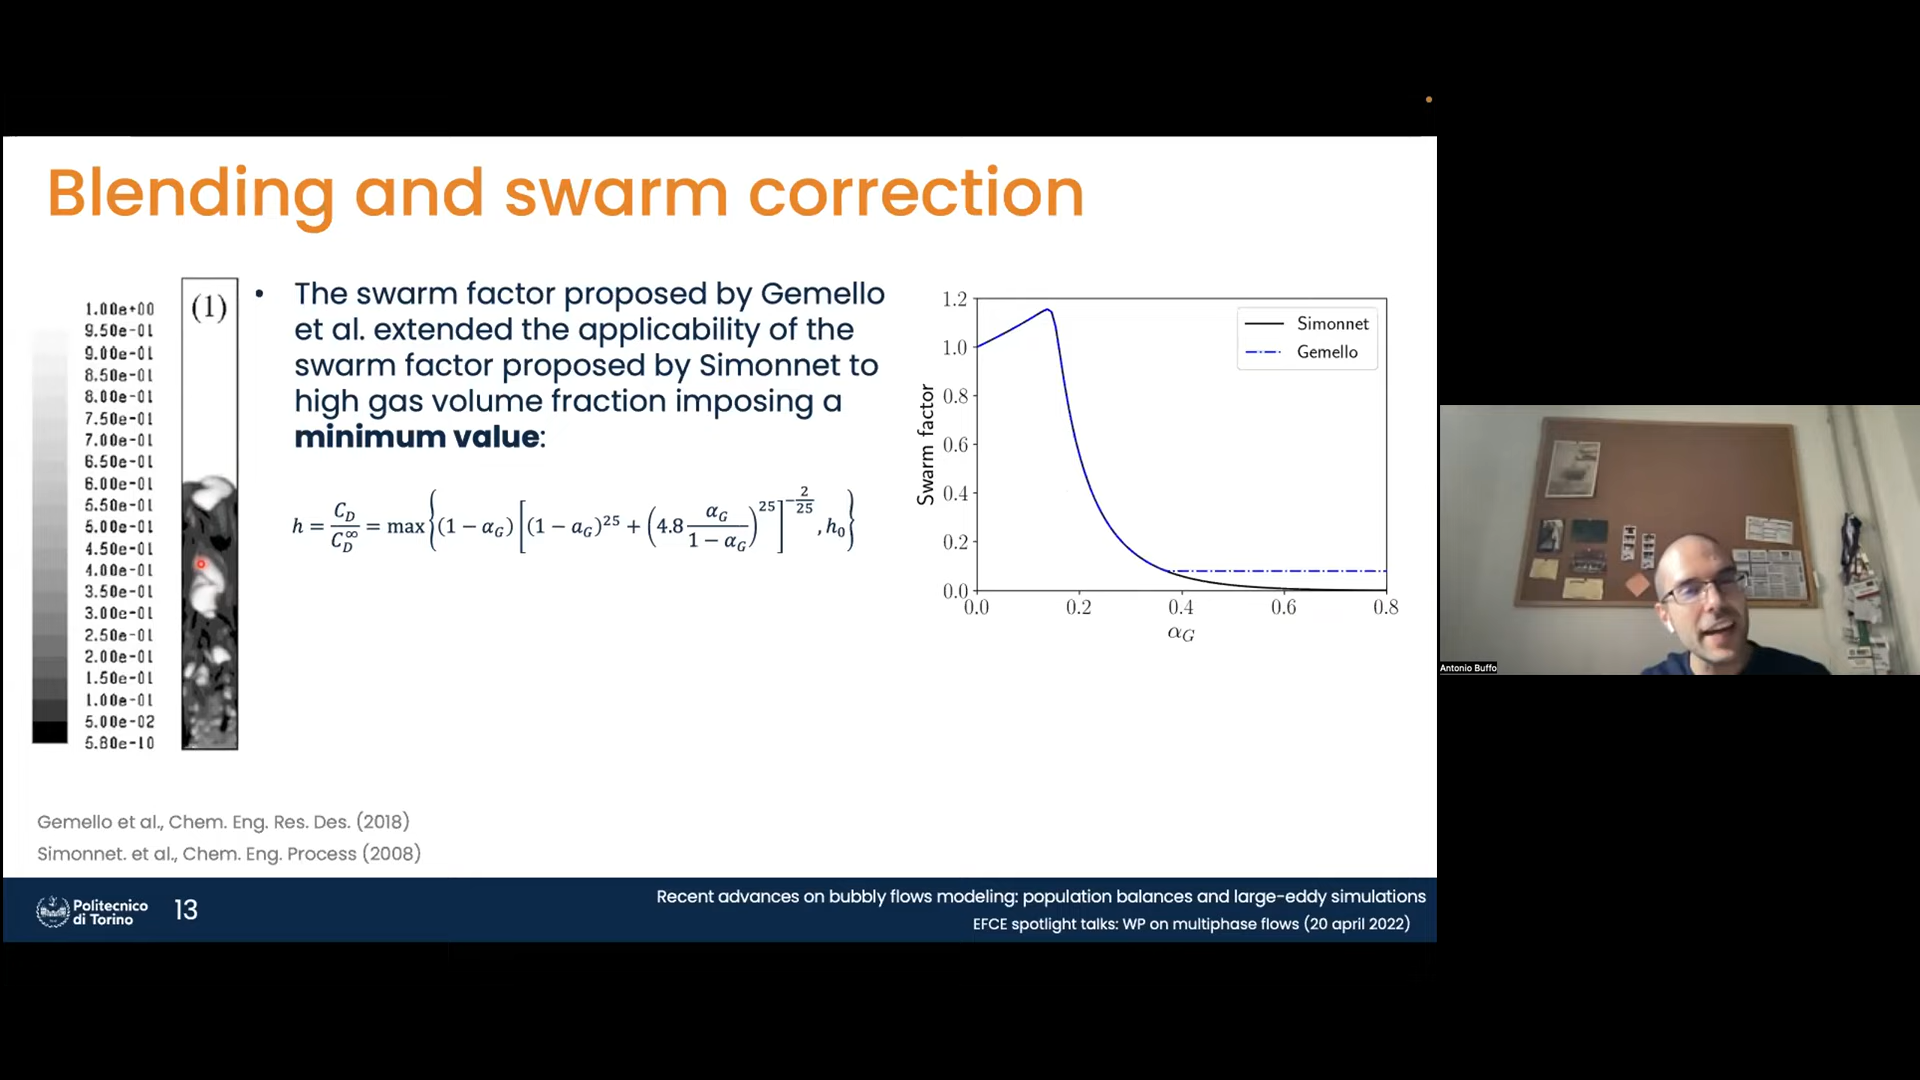 Blending and swarm correction
1.00e+00
9.50e-01
9.00e-01
8.50e-01
8.00e-01
7.50e-01
7.00e-01
6.50e-01
6.00e-01
5.50e-01
5.00e-01
4.50e-01
4.00e-01
3.50e-01
3.00e-01
2.50e-01
2.00e-01
1.50e-01
1.00e-01
5.00e-02
5.80e-10
(1)
• The swarm factor proposed by Gemello
et al. extended the applicability of the
swarm factor proposed by Simonnet to
high gas volume fraction imposing a
minimum value:
h = C_D / C_D^∞ = max{(1 − α_G)[(1 − a_G)^25 + (4.8 α_G / (1 − α_G))^25]^(−2/25), h_0}
1.2
1.0
0.8
0.6
0.4
0.2
0.0
Swarm factor
Simonnet
Gemello
0.0 0.2 0.4 0.6 0.8
α_G
Antonio Buffo
Gemello et al., Chem. Eng. Res. Des. (2018)
Simonnet. et al., Chem. Eng. Process (2008)
Politecnico
di Torino
13
Recent advances on bubbly flows modeling: population balances and large-eddy simulations
EFCE spotlight talks: WP on multiphase flows (20 april 2022)